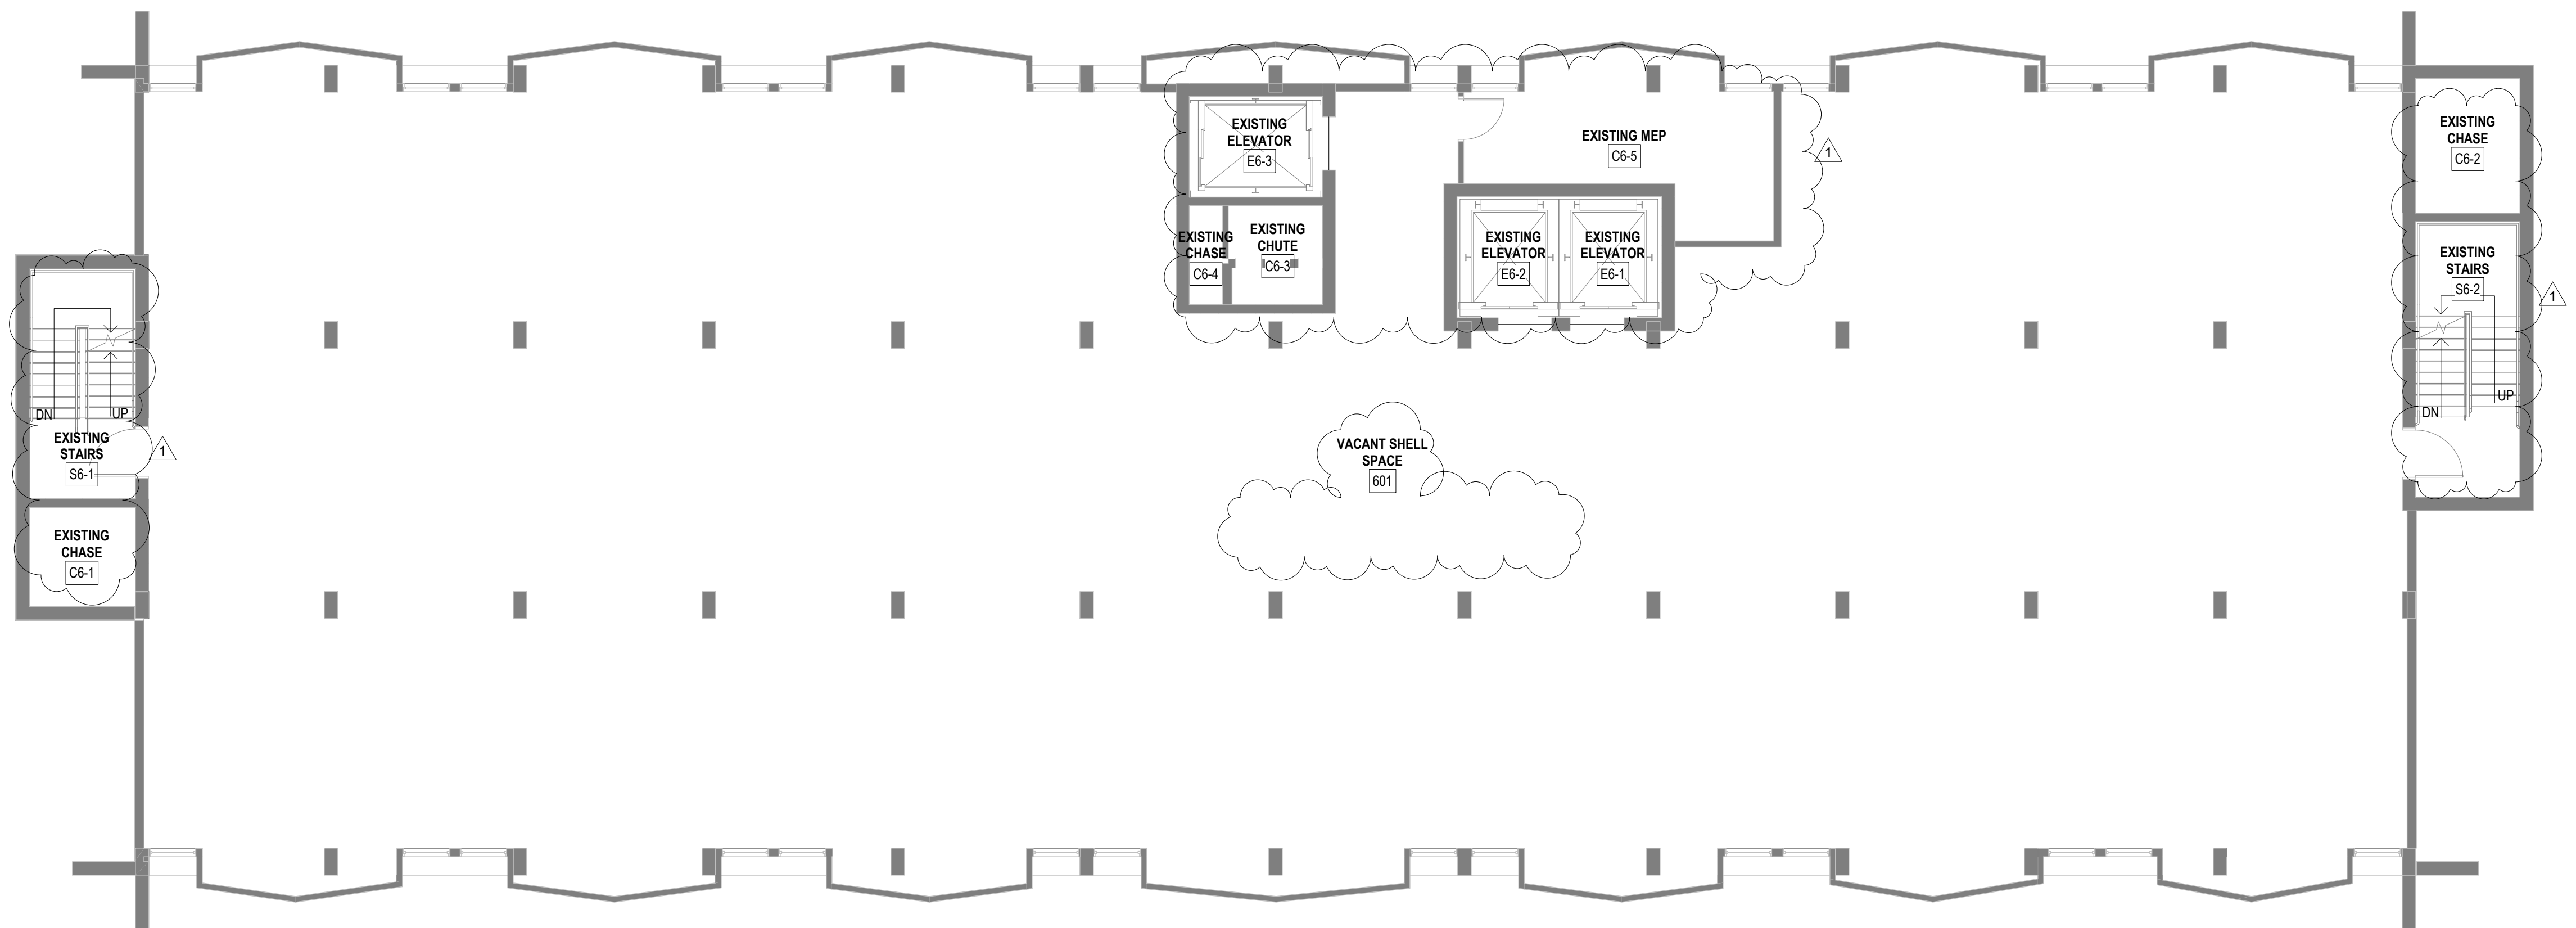 EXISTING
ELEVATOR
E6-3
EXISTING MEP
C6-5
1
EXISTING
CHASE
C6-2
EXISTING
CHASE
C6-4
EXISTING
CHUTE
C6-3
EXISTING
ELEVATOR
E6-2
EXISTING
ELEVATOR
E6-1
EXISTING
STAIRS
S6-2
1
UP
DN
DN
UP
EXISTING
STAIRS
S6-1
1
VACANT SHELL
SPACE
601
EXISTING
CHASE
C6-1